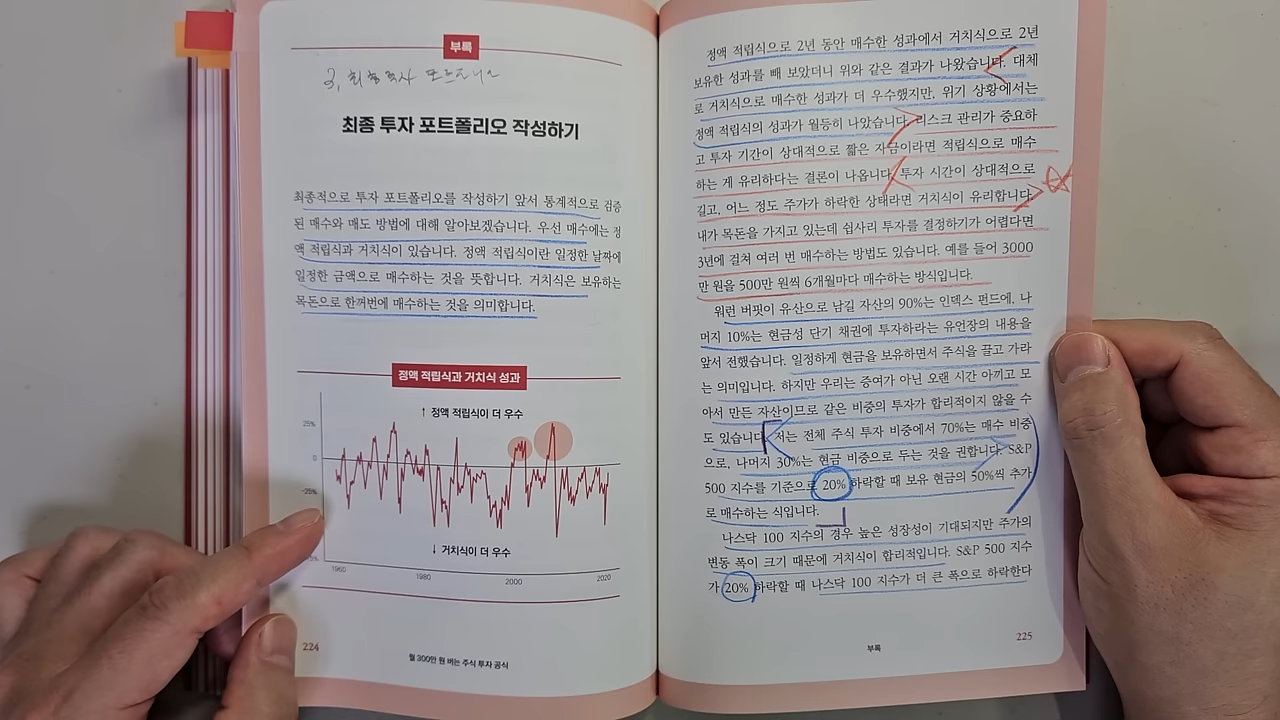 부록
3, 최종투자 포트폴리오
최종 투자 포트폴리오 작성하기
최종적으로 투자 포트폴리오를 작성하기 앞서 통계적으로 검증
된 매수와 매도 방법에 대해 알아보겠습니다. 우선 매수에는 정
액 적립식과 거치식이 있습니다. 정액 적립식이란 일정한 날짜에
일정한 금액으로 매수하는 것을 뜻합니다. 거치식은 보유하는
목돈으로 한꺼번에 매수하는 것을 의미합니다.
정액 적립식과 거치식 성과
↑ 정액 적립식이 더 우수
25%
0
-25%
↓ 거치식이 더 우수
1960
1980
2000
2020
224
월 300만 원 버는 주식 투자 공식
정액 적립식으로 2년 동안 매수한 성과에서 거치식으로 2년
보유한 성과를 빼 보았더니 위와 같은 결과가 나왔습니다. 대체
로 거치식으로 매수한 성과가 더 우수했지만, 위기 상황에서는
정액 적립식의 성과가 월등히 나았습니다. 리스크 관리가 중요하
고 투자 기간이 상대적으로 짧은 자금이라면 적립식으로 매수
하는 게 유리하다는 결론이 나옵니다. 투자 시간이 상대적으로
길고, 어느 정도 주가가 하락한 상태라면 거치식이 유리합니다.
내가 목돈을 가지고 있는데 쉽사리 투자를 결정하기가 어렵다면
3년에 걸쳐 여러 번 매수하는 방법도 있습니다. 예를 들어 3000
만 원을 500만 원씩 6개월마다 매수하는 방식입니다.
워런 버핏이 유산으로 남길 자산의 90%는 인덱스 펀드에, 나
머지 10%는 현금성 단기 채권에 투자하라는 유언장의 내용을
앞서 전했습니다. 일정하게 현금을 보유하면서 주식을 끌고 가라
는 의미입니다. 하지만 우리는 증여가 아닌 오랜 시간 아끼고 모
아서 만든 자산이므로 같은 비중의 투자가 합리적이지 않을 수
도 있습니다. 저는 전체 주식 투자 비중에서 70%는 매수 비중
으로, 나머지 30%는 현금 비중으로 두는 것을 권합니다. S&P
500 지수를 기준으로 20% 하락할 때 보유 현금의 50%씩 추가
로 매수하는 식입니다.
나스닥 100 지수의 경우 높은 성장성이 기대되지만 주가의
변동 폭이 크기 때문에 거치식이 합리적입니다. S&P 500 지수
가 20% 하락할 때 나스닥 100 지수가 더 큰 폭으로 하락한다
부록
225